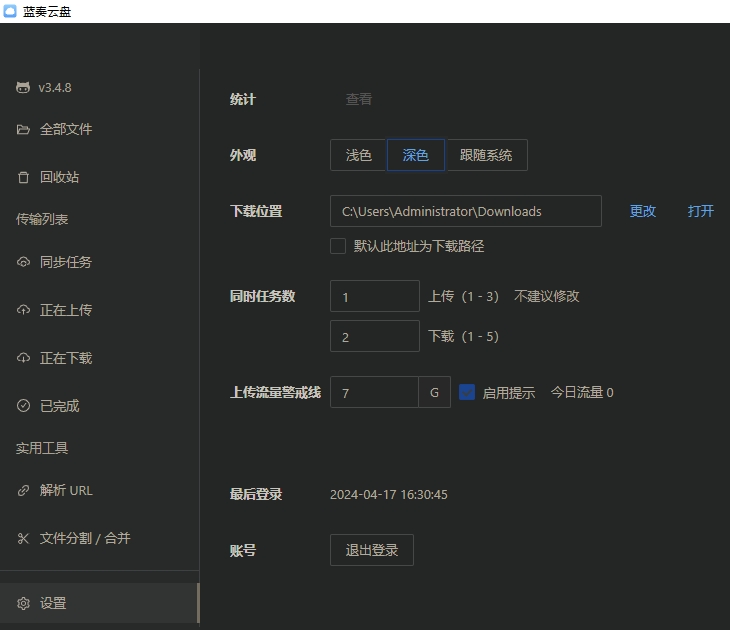 蓝奏云盘
v3.4.8
全部文件
回收站
传输列表
同步任务
正在上传
正在下载
已完成
实用工具
解析 URL
文件分割 / 合并
设置
统计 查看
外观 浅色 深色 跟随系统
下载位置 C:\Users\Administrator\Downloads 更改 打开
默认此地址为下载路径
同时任务数 1 上传（1 - 3） 不建议修改
2 下载（1 - 5）
上传流量警戒线 7 G 启用提示 今日流量 0
最后登录 2024-04-17 16:30:45
账号 退出登录